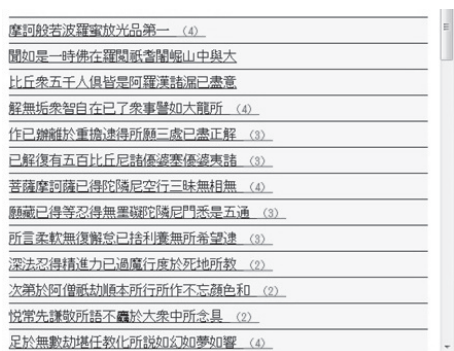 摩訶般若波羅蜜放光品第一 (4)
聞如是一時佛在羅閲祇耆闍崛山中與大
比丘衆五千人倶皆是阿羅漢諸漏已盡意
解無垢衆智自在已了衆事譬如大龍所 (4)
作已辦離於重擔逮得所願三處已盡正解 (3)
已解復有五百比丘尼諸優婆塞優婆夷諸 (3)
菩薩摩訶薩已得陀隣尼空行三昧無相無 (4)
願藏已得等忍得無罣礙陀隣尼門悉是五通 (3)
所言柔軟無復懈怠已捨利養無所希望逮 (3)
深法忍得精進力已過魔行度於死地所教 (2)
次第於阿僧祇劫順本所行所作不忘顏色和 (2)
悦常先謙敬所語不麤於大衆中所念具 (2)
足於無數劫堪任教化所説如幻如夢如響 (4)